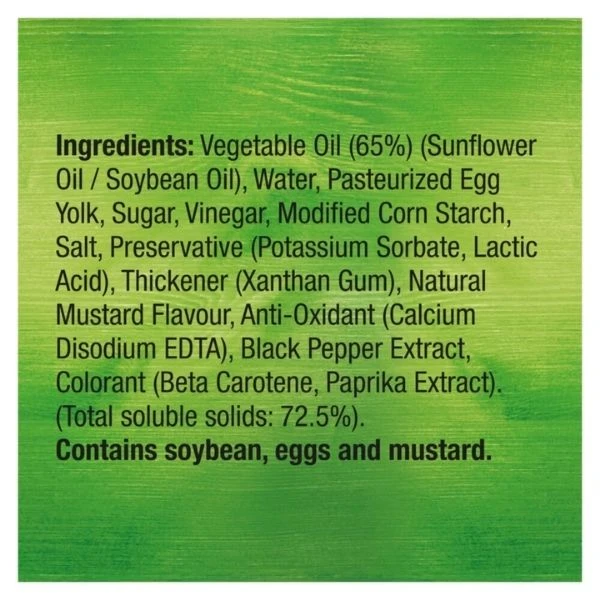 Ingredients: Vegetable Oil (65%) (Sunflower
Oil / Soybean Oil), Water, Pasteurized Egg
Yolk, Sugar, Vinegar, Modified Corn Starch,
Salt, Preservative (Potassium Sorbate, Lactic
Acid), Thickener (Xanthan Gum), Natural
Mustard Flavour, Anti-Oxidant (Calcium
Disodium EDTA), Black Pepper Extract,
Colorant (Beta Carotene, Paprika Extract).
(Total soluble solids: 72.5%).
Contains soybean, eggs and mustard.